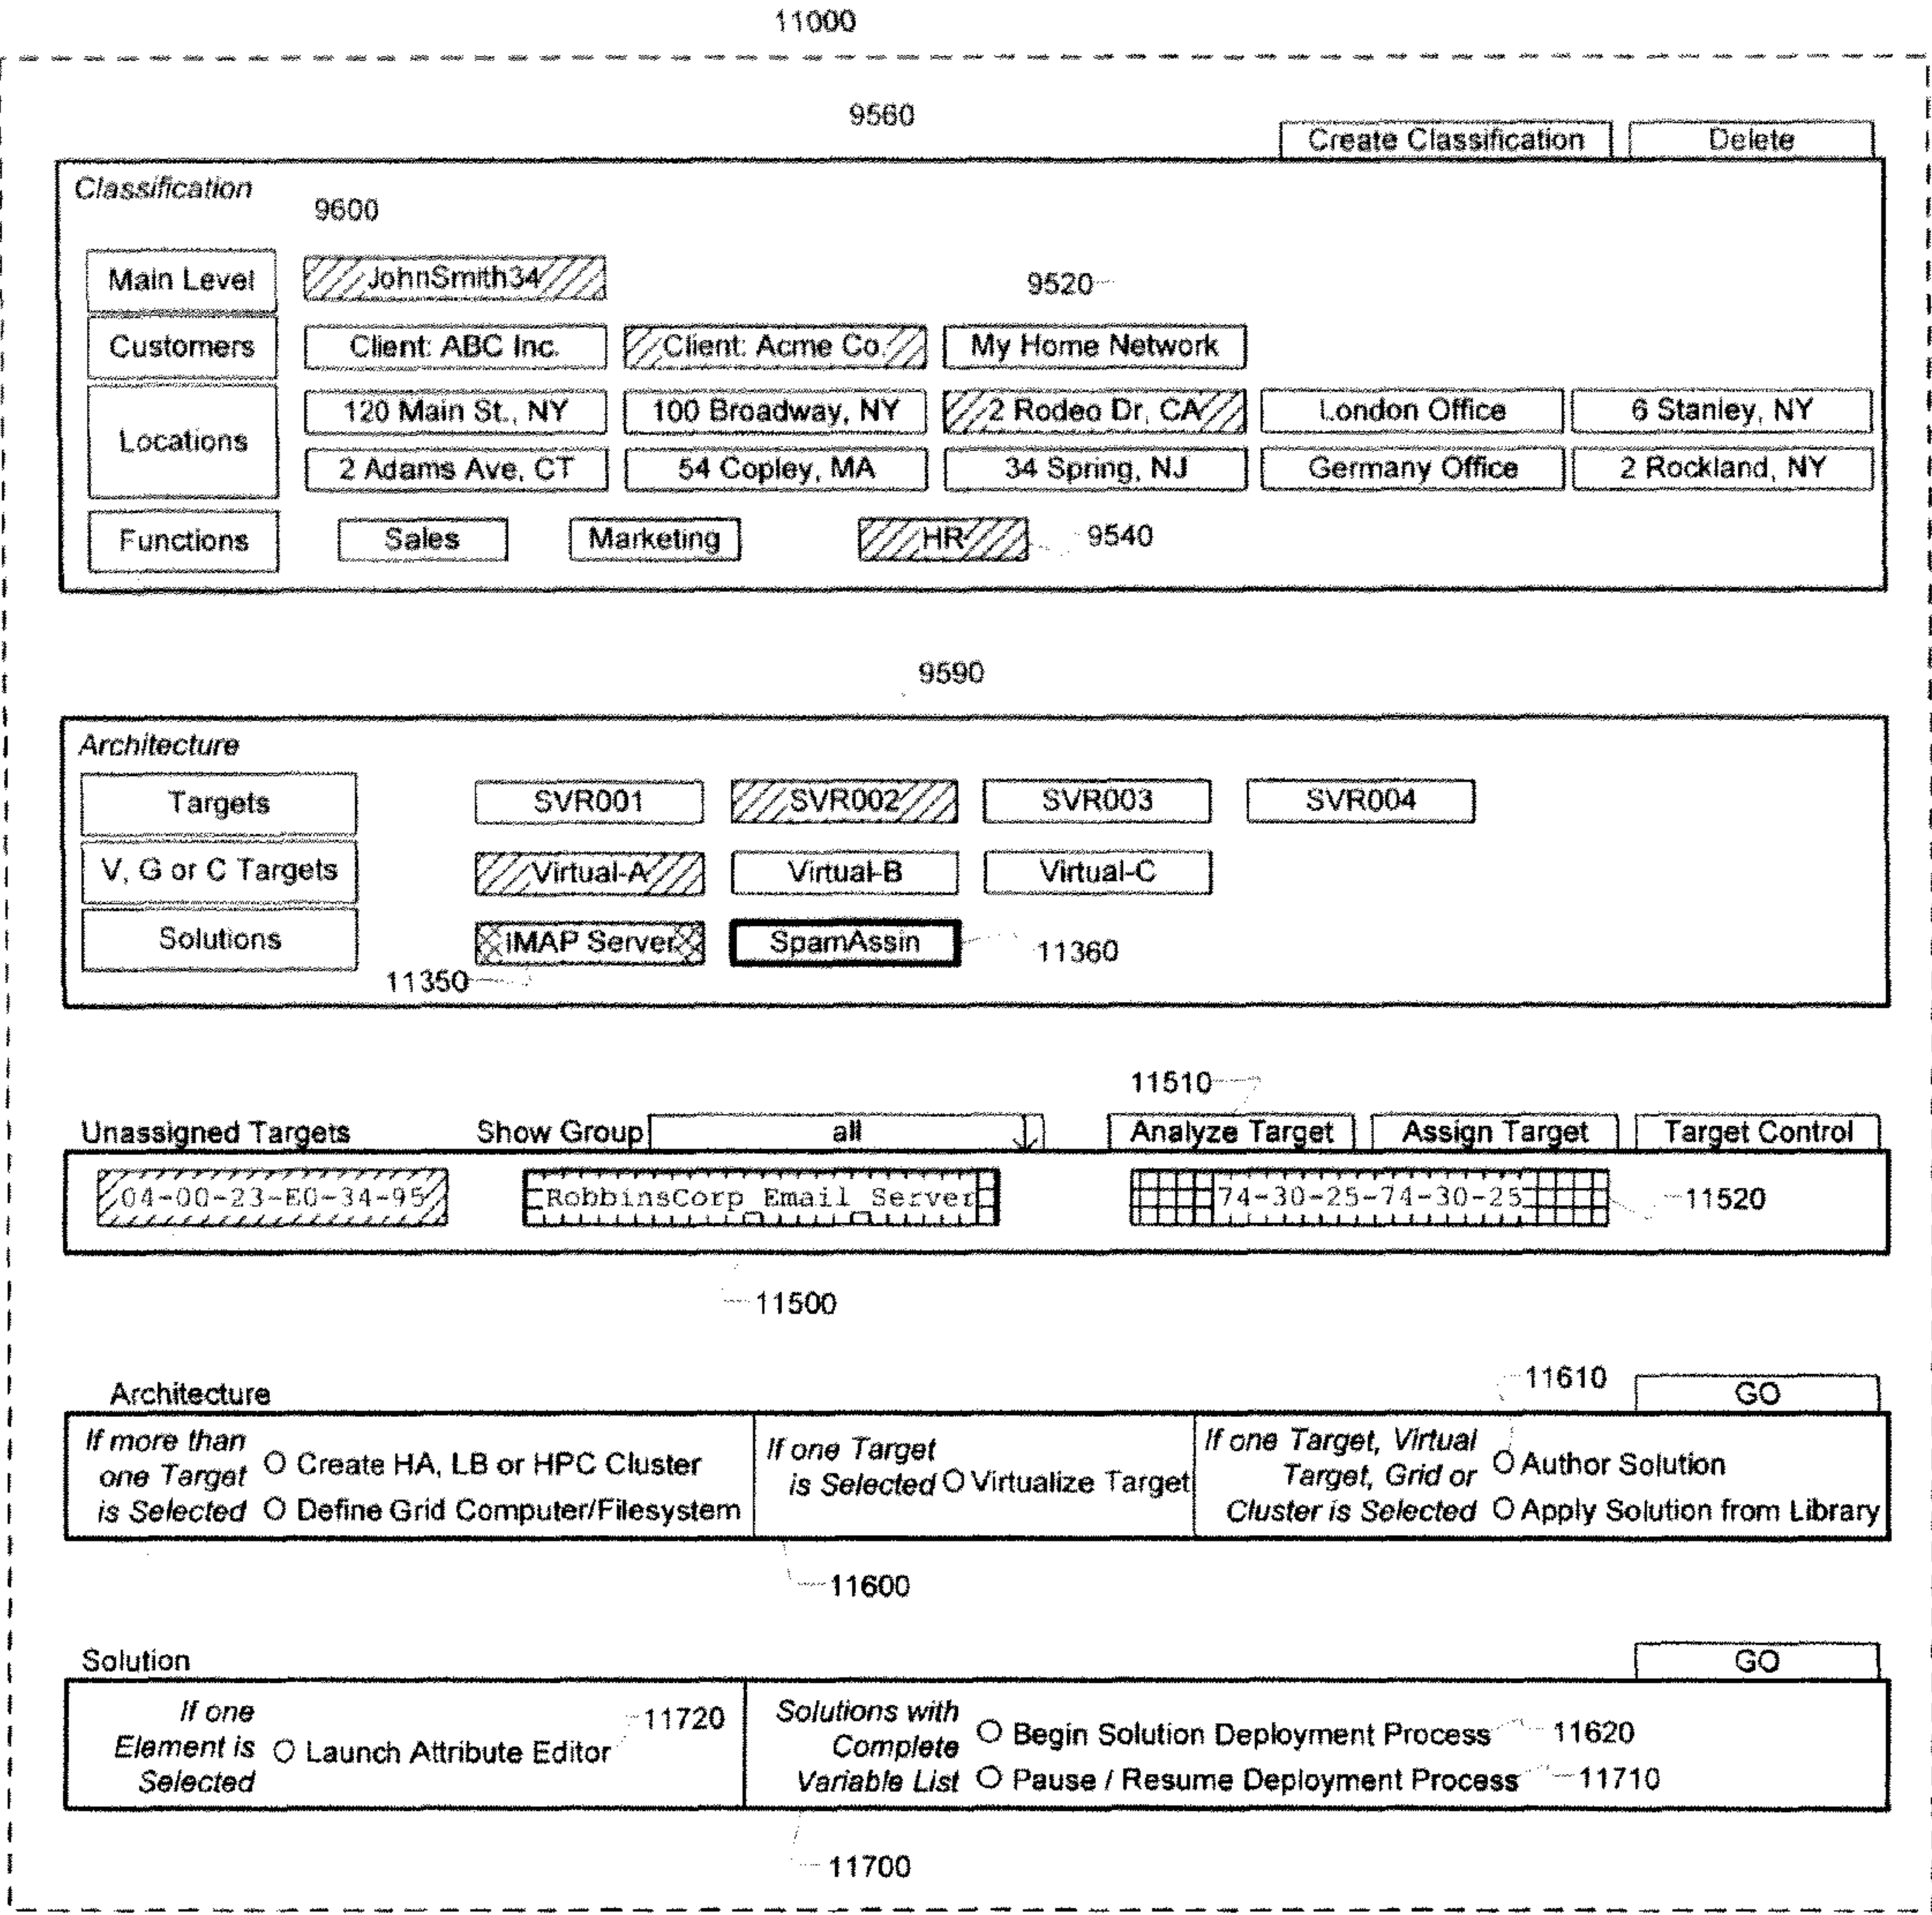 11000
9560
Create Classification Delete
Classification
9600
Main Level JohnSmith34 9520
Customers Client: ABC Inc. Client: Acme Co. My Home Network
Locations
120 Main St., NY 100 Broadway, NY 2 Rodeo Dr, CA London Office 6 Stanley, NY
2 Adams Ave, CT 54 Copley, MA 34 Spring, NJ Germany Office 2 Rockland, NY
Functions Sales Marketing HR 9540
9590
Architecture
Targets SVR001 SVR002 SVR003 SVR004
V, G or C Targets Virtual-A Virtual-B Virtual-C
Solutions IMAP Server SpamAssin 11360
11350
11510
Unassigned Targets Show Group all Analyze Target Assign Target Target Control
04-00-23-E0-34-95 RobbinsCorp Email Server 74-30-25-74-30-25 11520
11500
11610
Architecture GO
If more than
one Target
is Selected
Create HA, LB or HPC Cluster
Define Grid Computer/Filesystem
If one Target
is Selected Virtualize Target
If one Target, Virtual
Target, Grid or
Cluster is Selected
Author Solution
Apply Solution from Library
11600
Solution GO
If one
Element is
Selected
Launch Attribute Editor 11720
Solutions with
Complete
Variable List
Begin Solution Deployment Process 11620
Pause / Resume Deployment Process 11710
11700